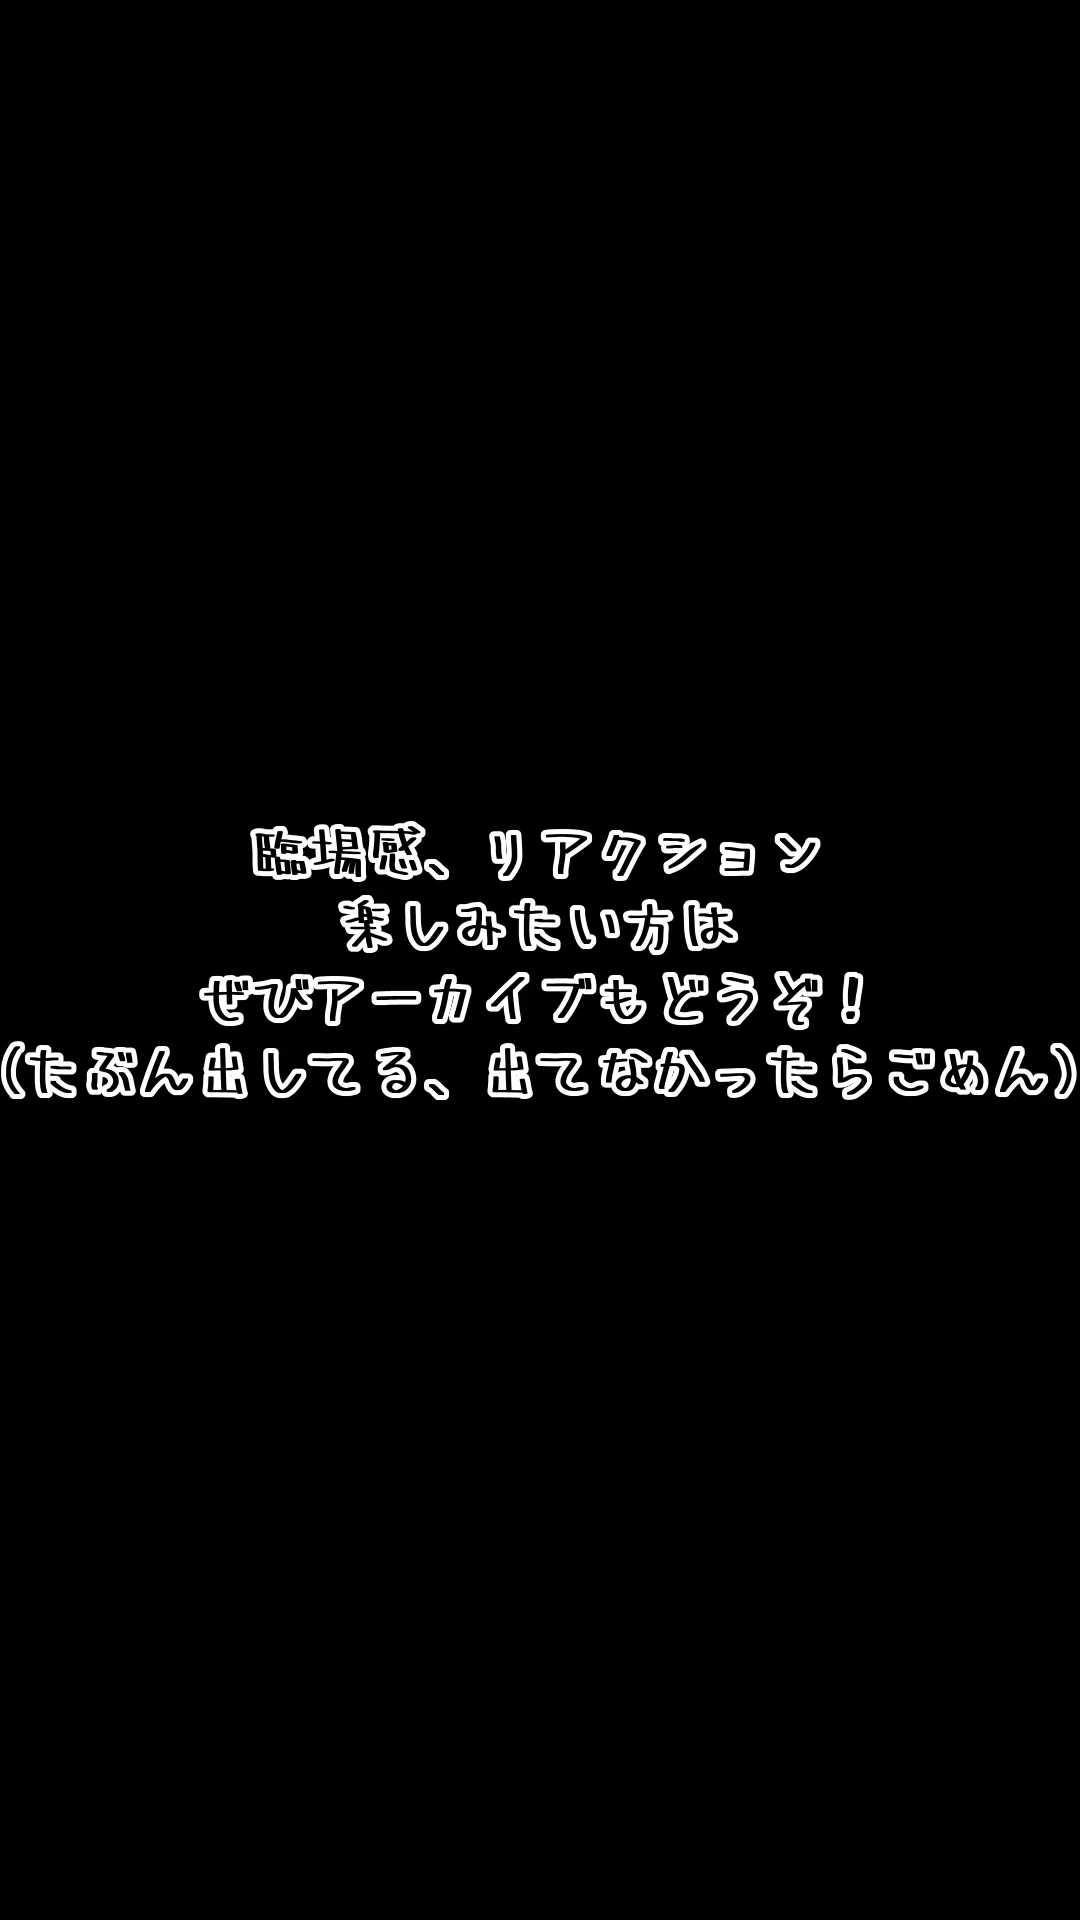 臨場感、リアクション
楽しみたい方は
ぜひアーカイブもどうぞ！
（たぶん出してる、出てなかったらごめん）